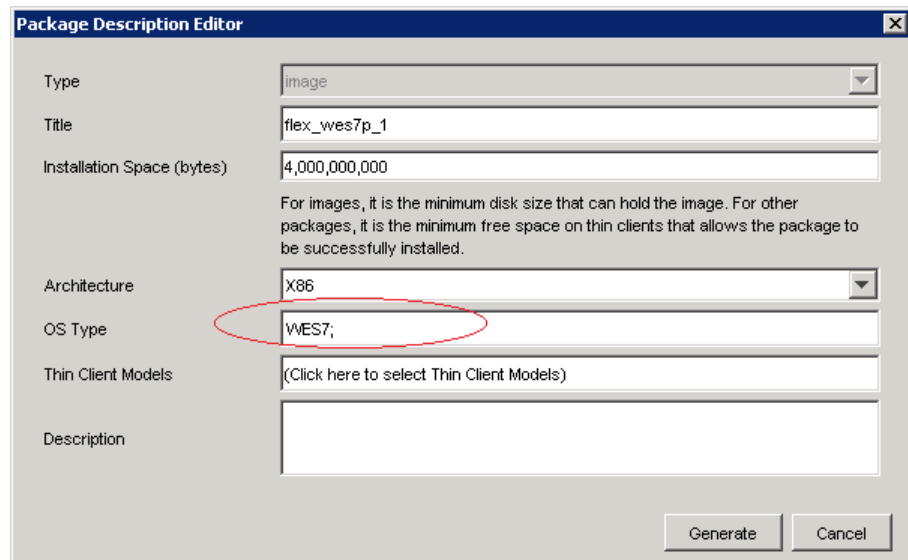 Package Description Editor
Type
image
Title
flex_wes7p_1
Installation Space (bytes)
4,000,000,000
For images, it is the minimum disk size that can hold the image. For other
packages, it is the minimum free space on thin clients that allows the package to
be successfully installed.
Architecture
X86
OS Type
WES7;
Thin Client Models
(Click here to select Thin Client Models)
Description
Generate
Cancel